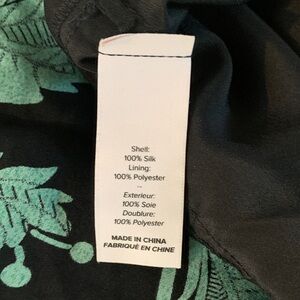 Shell:
100% Silk
Lining:
100% Polyester
--
Exterieur:
100% Soie
Doublure:
100% Polyester
MADE IN CHINA
FABRIQUÉ EN CHINE